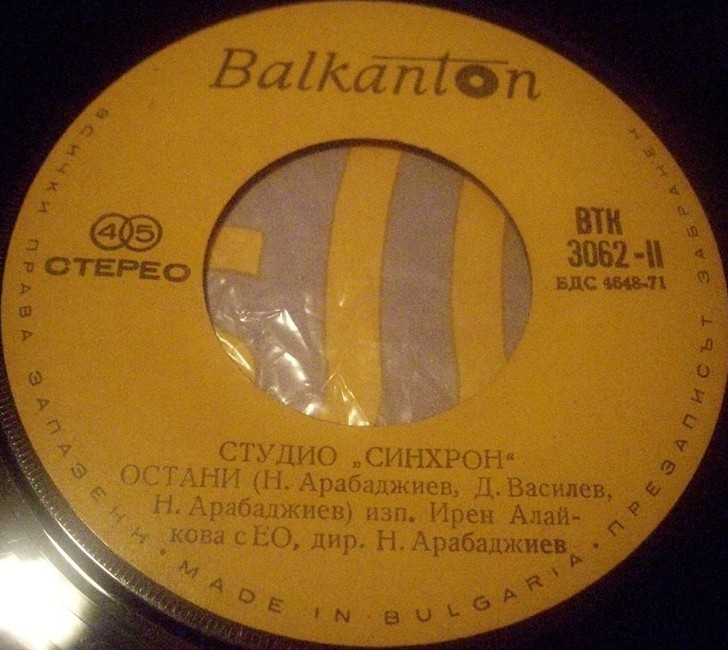 Balkanton
45
СТЕРЕО
ВТК
3062-II
БДС 4648-71
СТУДИО „СИНХРОН“
ОСТАНИ (Н. Арабаджиев, Д. Василев,
Н. Арабаджиев) изп. Ирен Алай-
кова с ЕО, дир. Н. Арабаджиев
ВСИЧКИ ПРАВА ЗАПАЗЕНИ • MADE IN BULGARIA • ПРЕЗАПИСЪТ ЗАБРАНЕН